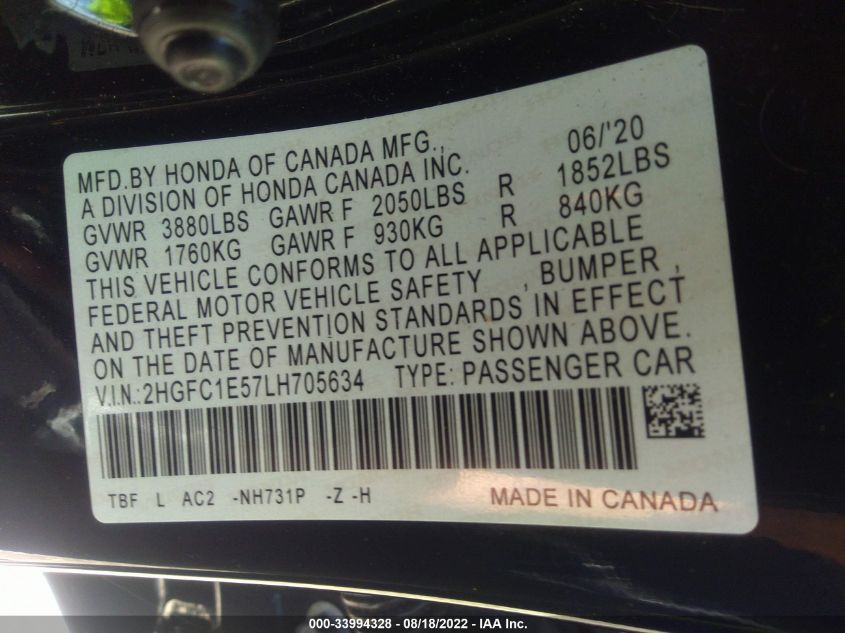 MFD.BY HONDA OF CANADA MFG., 06/'20
A DIVISION OF HONDA CANADA INC.
GVWR 3880LBS GAWR F 2050LBS R 1852LBS
GVWR 1760KG GAWR F 930KG R 840KG
THIS VEHICLE CONFORMS TO ALL APPLICABLE
FEDERAL MOTOR VEHICLE SAFETY , BUMPER ,
AND THEFT PREVENTION STANDARDS IN EFFECT
ON THE DATE OF MANUFACTURE SHOWN ABOVE.
V.I.N.:2HGFC1E57LH705634 TYPE: PASSENGER CAR
TBF L AC2 -NH731P -Z -H MADE IN CANADA
000-33994328 - 08/18/2022 - IAA Inc.